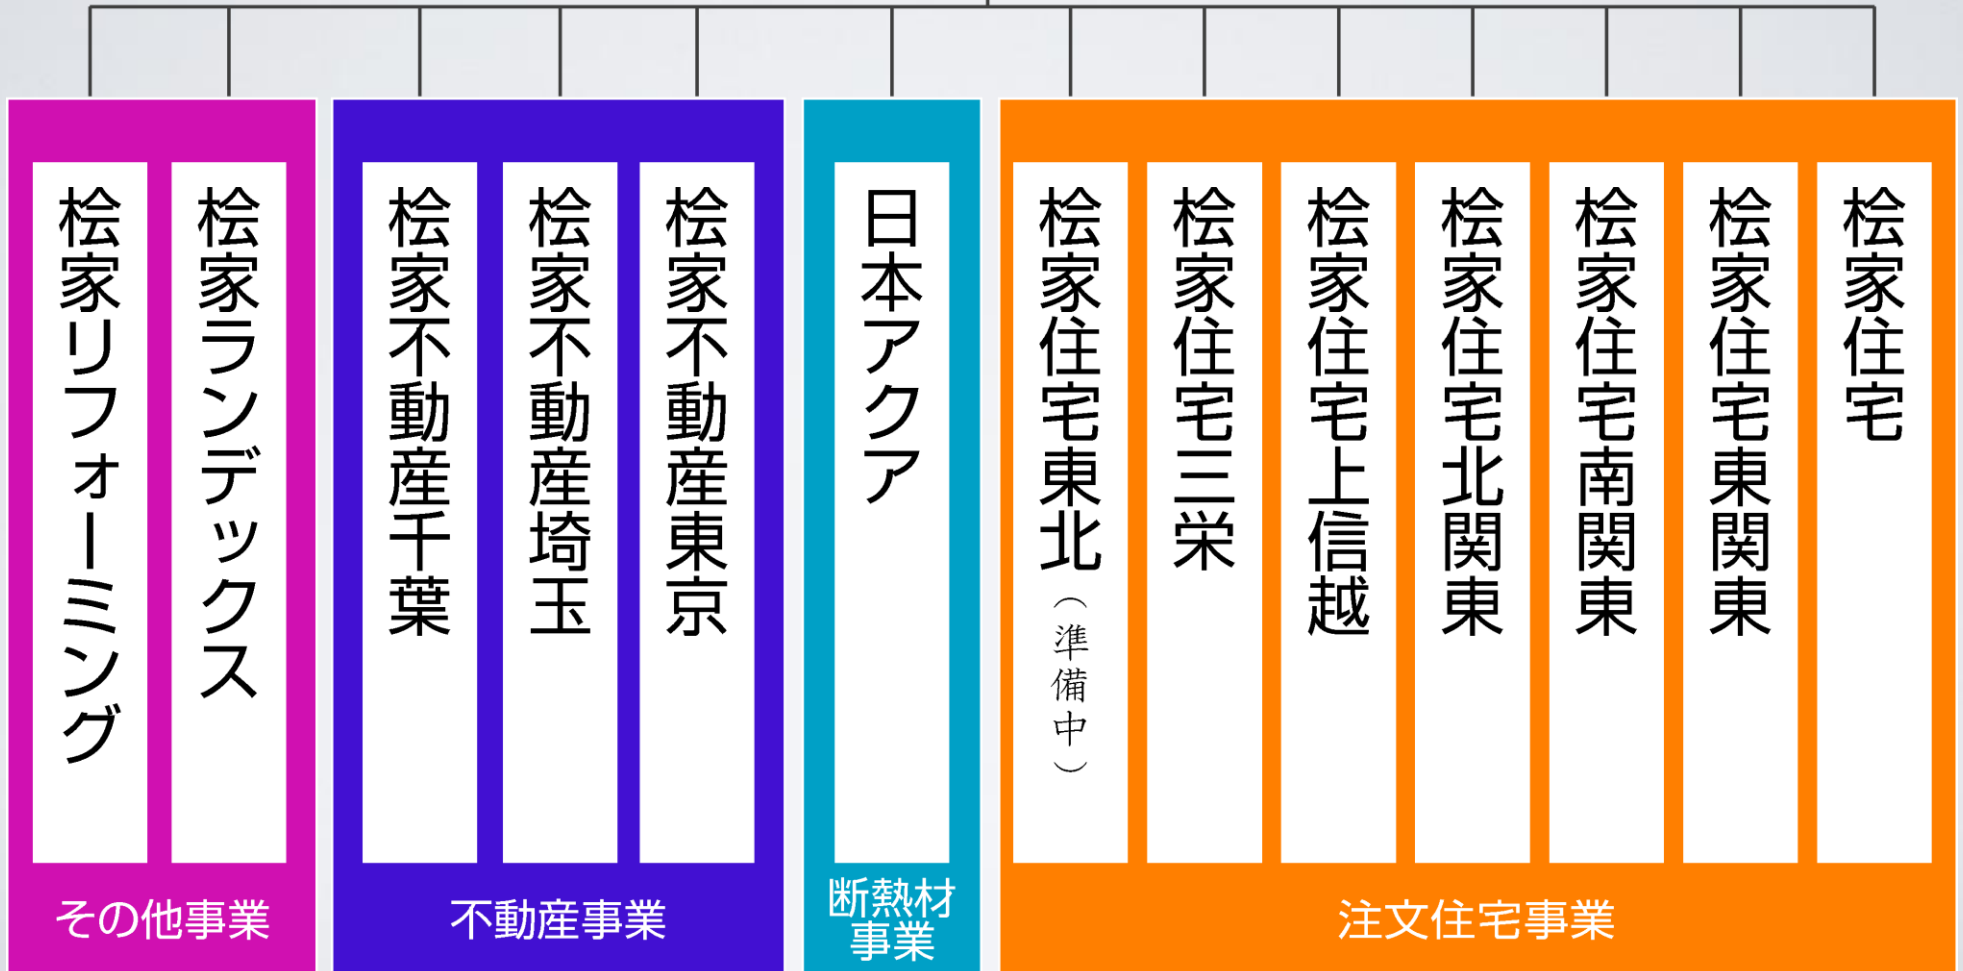 桧家住宅
桧家住宅東関東
桧家住宅南関東
桧家住宅北関東
桧家住宅上信越
桧家住宅三栄
桧家住宅東北（準備中）
注文住宅事業
日本アクア
断熱材
事業
桧家不動産東京
桧家不動産埼玉
桧家不動産千葉
不動産事業
桧家ランデックス
桧家リフォーミング
その他事業